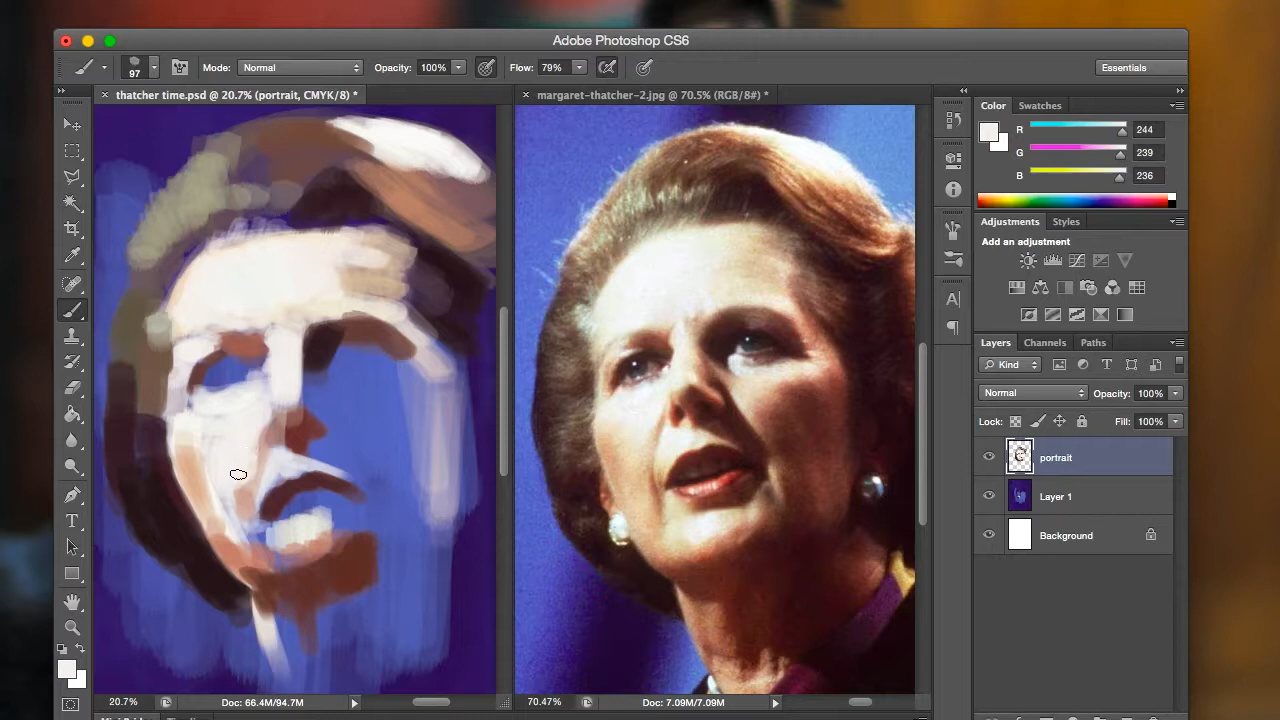 Adobe Photoshop CS6
97
Mode: Normal
Opacity: 100%
Flow: 79%
Essentials
× thatcher time.psd @ 20.7% (portrait, CMYK/8) *
× margaret-thatcher-2.jpg @ 70.5% (RGB/8#) *
Color
Swatches
R 244
G 239
B 236
Adjustments
Styles
Add an adjustment
Layers
Channels
Paths
Kind
Normal
Opacity: 100%
Lock:
Fill: 100%
portrait
Layer 1
Background
20.7%
Doc: 66.4M/94.7M
70.47%
Doc: 7.09M/7.09M